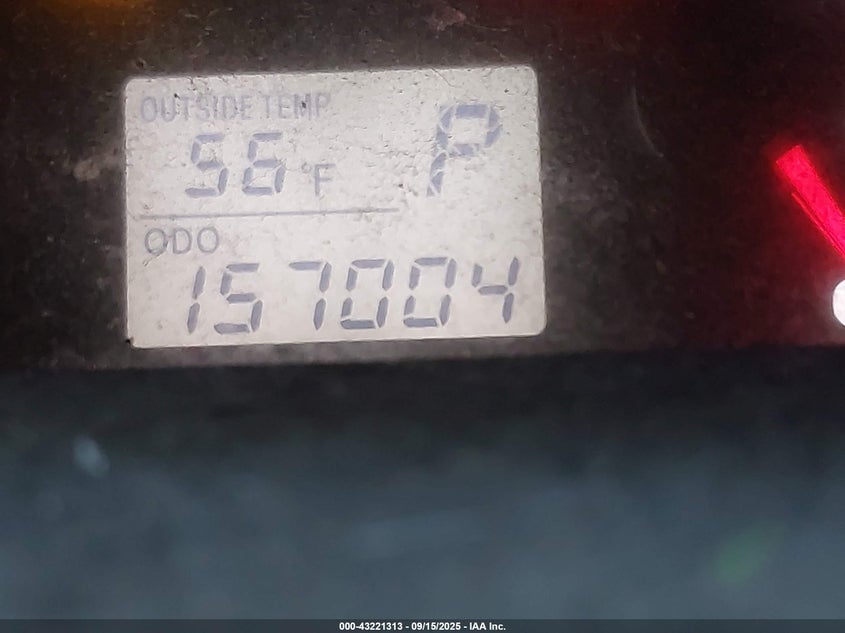 OUTSIDE TEMP
56 F P
ODO
157004
000-43221313 - 09/15/2025 - IAA Inc.